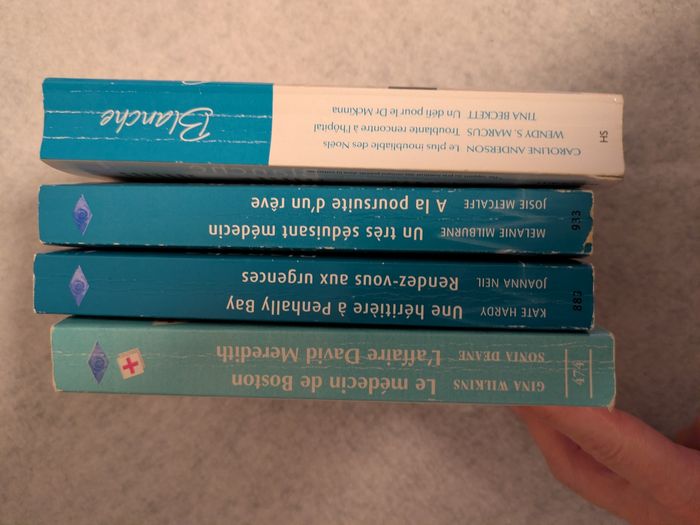 GINA WILKINS Le médecin de Boston
SONIA DEANE L'affaire David Meredith
474
KATE HARDY Une héritière à Penhally Bay
JOANNA NEIL Rendez-vous aux urgences
MELANIE MILBURNE Un très séduisant médecin
JOSIE METCALFE A la poursuite d'un rêve
933
CAROLINE ANDERSON Le plus inoubliable des Noëls
WENDY S. MARCUS Troublante rencontre à l'hôpital
TINA BECKETT Un défi pour le Dr McKinna
HS
Blanche